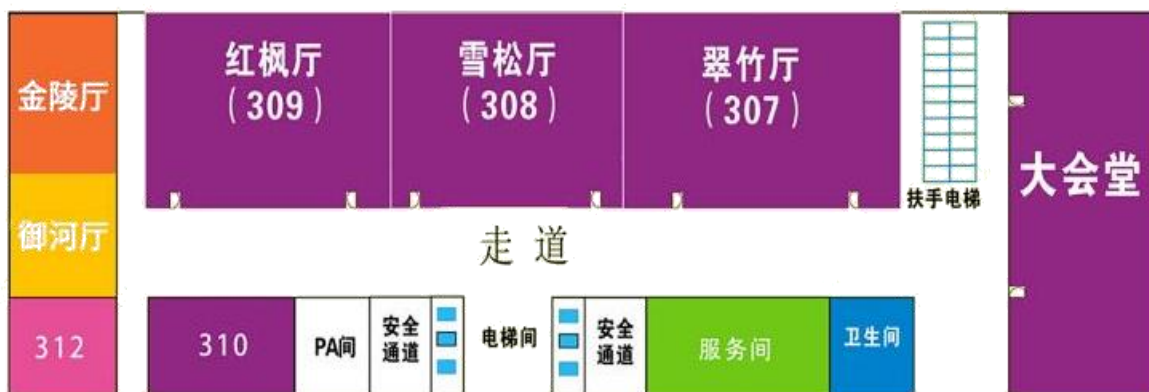 金陵厅
红枫厅
（309）
雪松厅
（308）
翠竹厅
（307）
扶手电梯
大会堂
御河厅
走道
312
310
PA间
安全
通道
电梯间
安全
通道
服务间
卫生间